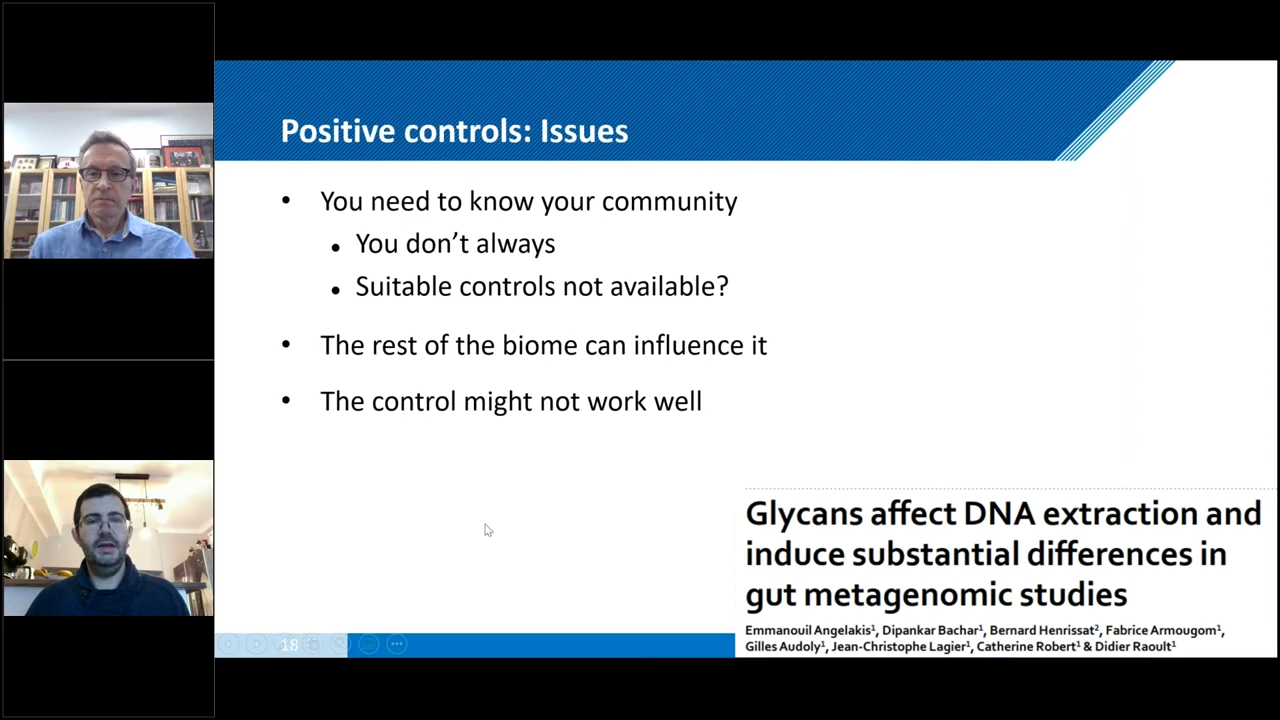 Positive controls: Issues
• You need to know your community
• You don’t always
• Suitable controls not available?
• The rest of the biome can influence it
• The control might not work well
Glycans affect DNA extraction and
induce substantial differences in
gut metagenomic studies
Emmanouil Angelakis¹, Dipankar Bachar¹, Bernard Henrissat², Fabrice Armougom¹,
Gilles Audoly¹, Jean-Christophe Lagier¹, Catherine Robert¹ & Didier Raoult¹
18